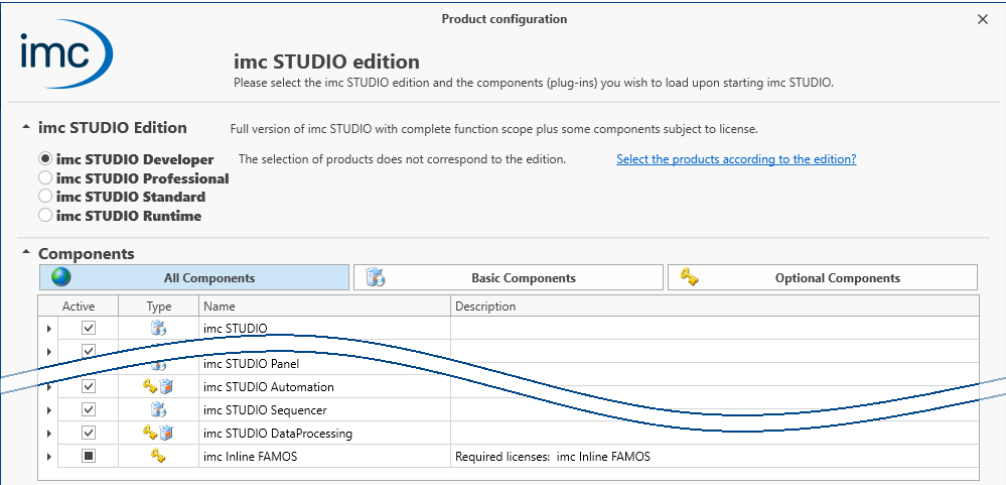 Product configuration
imc
imc STUDIO edition
Please select the imc STUDIO edition and the components (plug-ins) you wish to load upon starting imc STUDIO.
imc STUDIO Edition
Full version of imc STUDIO with complete function scope plus some components subject to license.
imc STUDIO Developer
The selection of products does not correspond to the edition.
Select the products according to the edition?
imc STUDIO Professional
imc STUDIO Standard
imc STUDIO Runtime
Components
All Components
Basic Components
Optional Components
Active Type Name Description
imc STUDIO
imc STUDIO Panel
imc STUDIO Automation
imc STUDIO Sequencer
imc STUDIO DataProcessing
imc Inline FAMOS Required licenses: imc Inline FAMOS